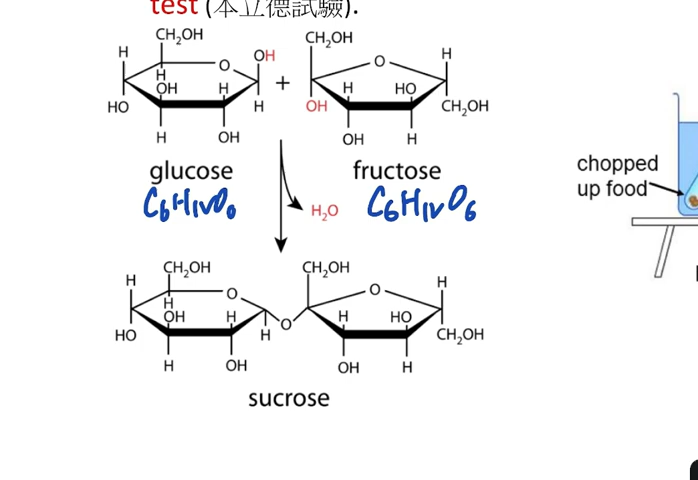 test (本立德試驗).
CH₂OH CH₂OH
H O OH O H
H H
OH H + H HO
HO H OH CH₂OH
H OH OH H
glucose fructose
C₆H₁₂O₆ C₆H₁₂O₆
H₂O
chopped
up food
CH₂OH CH₂OH
H O O H
H
OH H O H HO
HO H CH₂OH
H OH OH H
sucrose